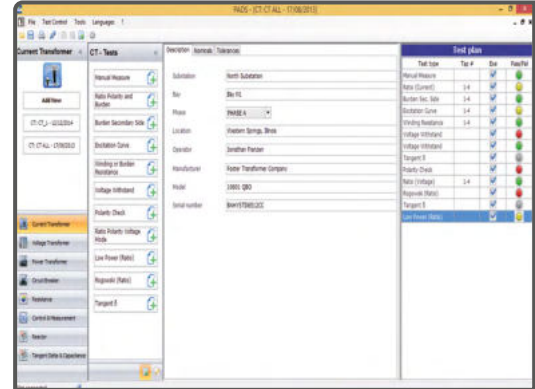 PADS - [CT-CT ALL - 17/06/2013]
File Test Control Tools Languages ?
Current Transformer
Add New
CT-CT_1 - 12/12/2014
CT-CT ALL - 17/06/2013
Current Transformer
Voltage Transformer
Power Transformer
Circuit Breaker
Resistance
Control & Measurement
Reactor
Tangent Delta & Capacitance
CT - Tests
Manual Measure
Ratio Polarity and Burden
Burden Secondary Side
Excitation Curve
Winding or Burden Resistance
Voltage Withstand
Polarity Check
Ratio Polarity Voltage Mode
Low Power (Ratio)
Rogowski (Ratio)
Tangent δ
Description Nominals Tolerances
Substation North Substation
Bay Bay #1
Phase PHASE A
Location Western Springs, Illinois
Operator Jonathan Franzen
Manufacturer Foster Transformer Company
Model
Serial number
Test plan
Test type Tap # Exe Pass/Fail
Manual Measure
Ratio (Current) 1-4
Burden Sec. Side 1-4
Excitation Curve 1-4
Winding Resistance 1-4
Voltage Withstand
Voltage Withstand
Tangent δ
Polarity Check
Ratio (Voltage) 1-4
Rogowski (Ratio)
Tangent δ
Low Power (Ratio)